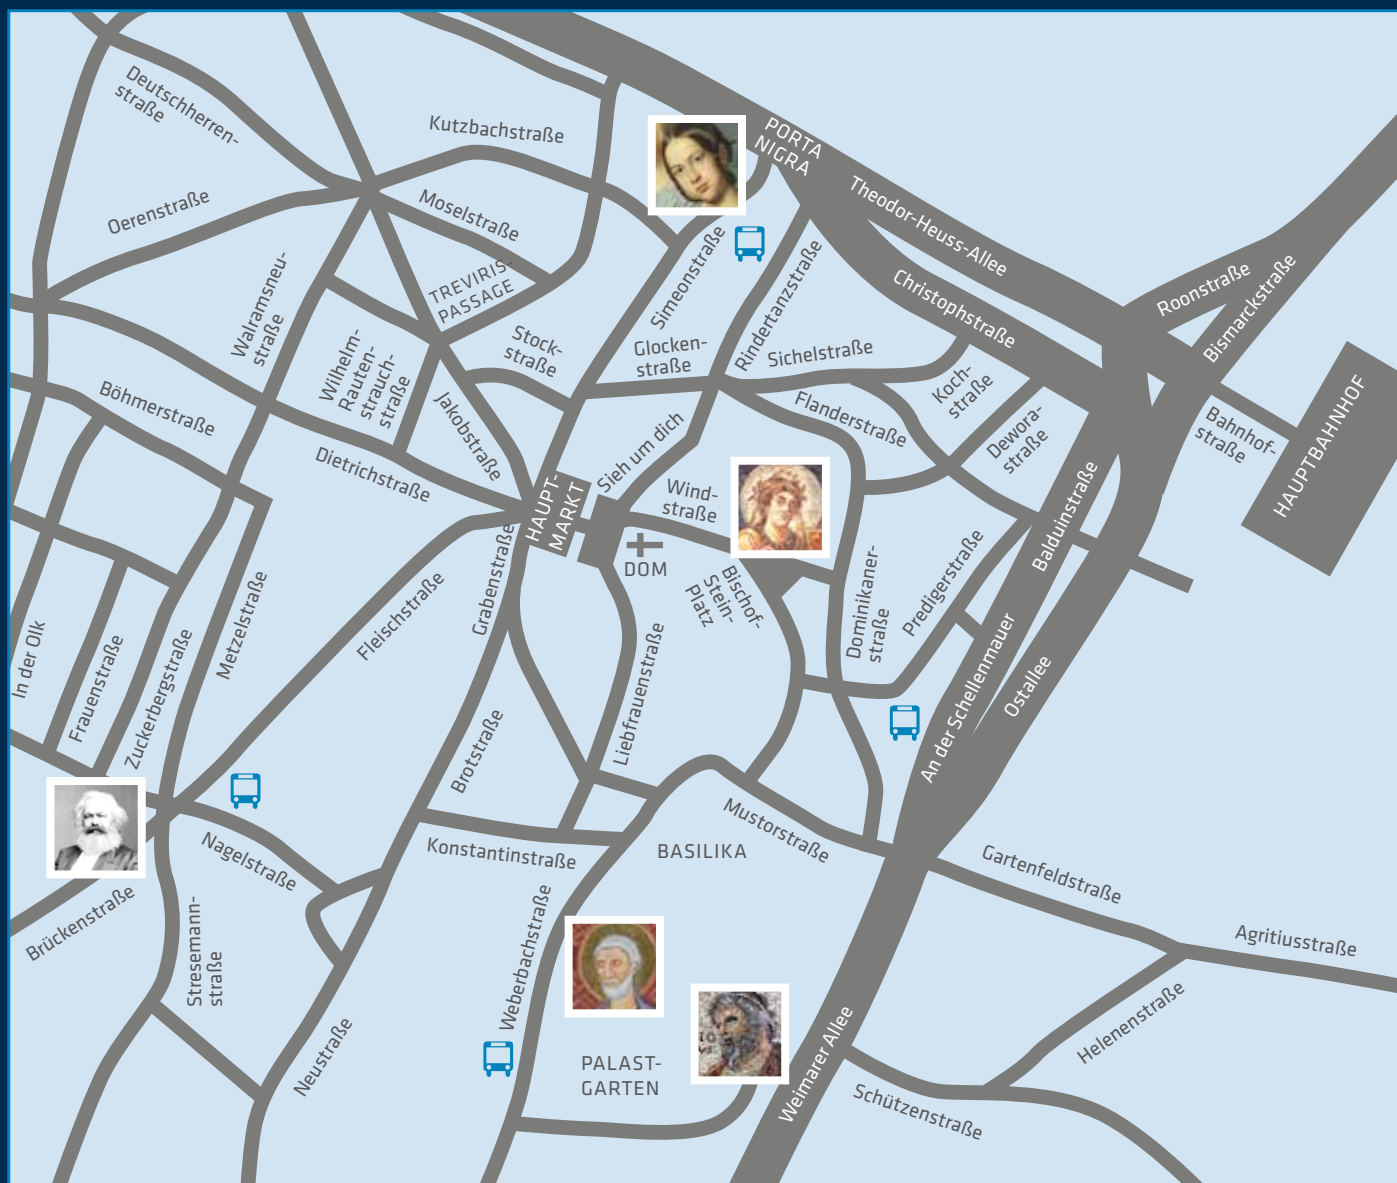 Deutschherren-
straße
Kutzbachstraße
PORTA
NIGRA
Theodor-Heuss-Allee
Oerenstraße
Moselstraße
TREVIRIS-
PASSAGE
Simeonstraße
Rindertanzstraße
Christophstraße
Roonstraße
Bismarckstraße
Walramsneu-
straße
Wilhelm-
Rauten-
strauch-
straße
Stock-
straße
Glocken-
straße
Sichelstraße
Koch-
straße
Böhmerstraße
Jakobstraße
Flanderstraße
Dewora-
straße
Bahnhof-
straße
HAUPTBAHNHOF
Dietrichstraße
Sieh um dich
HAUPT-
MARKT
Wind-
straße
Balduinstraße
DOM
Grabenstraße
Fleischstraße
Bischof-
Stein-
Platz
Dominikaner-
straße
Predigerstraße
Metzelstraße
In der Olk
Frauenstraße
Zuckerbergstraße
Liebfrauenstraße
An der Schellenmauer
Ostallee
Brotstraße
Mustorstraße
Konstantinstraße
BASILIKA
Nagelstraße
Gartenfeldstraße
Agritiusstraße
Brückenstraße
Stresemann-
straße
Weberbachstraße
Neustraße
PALAST-
GARTEN
Weimarer Allee
Helenenstraße
Schützenstraße